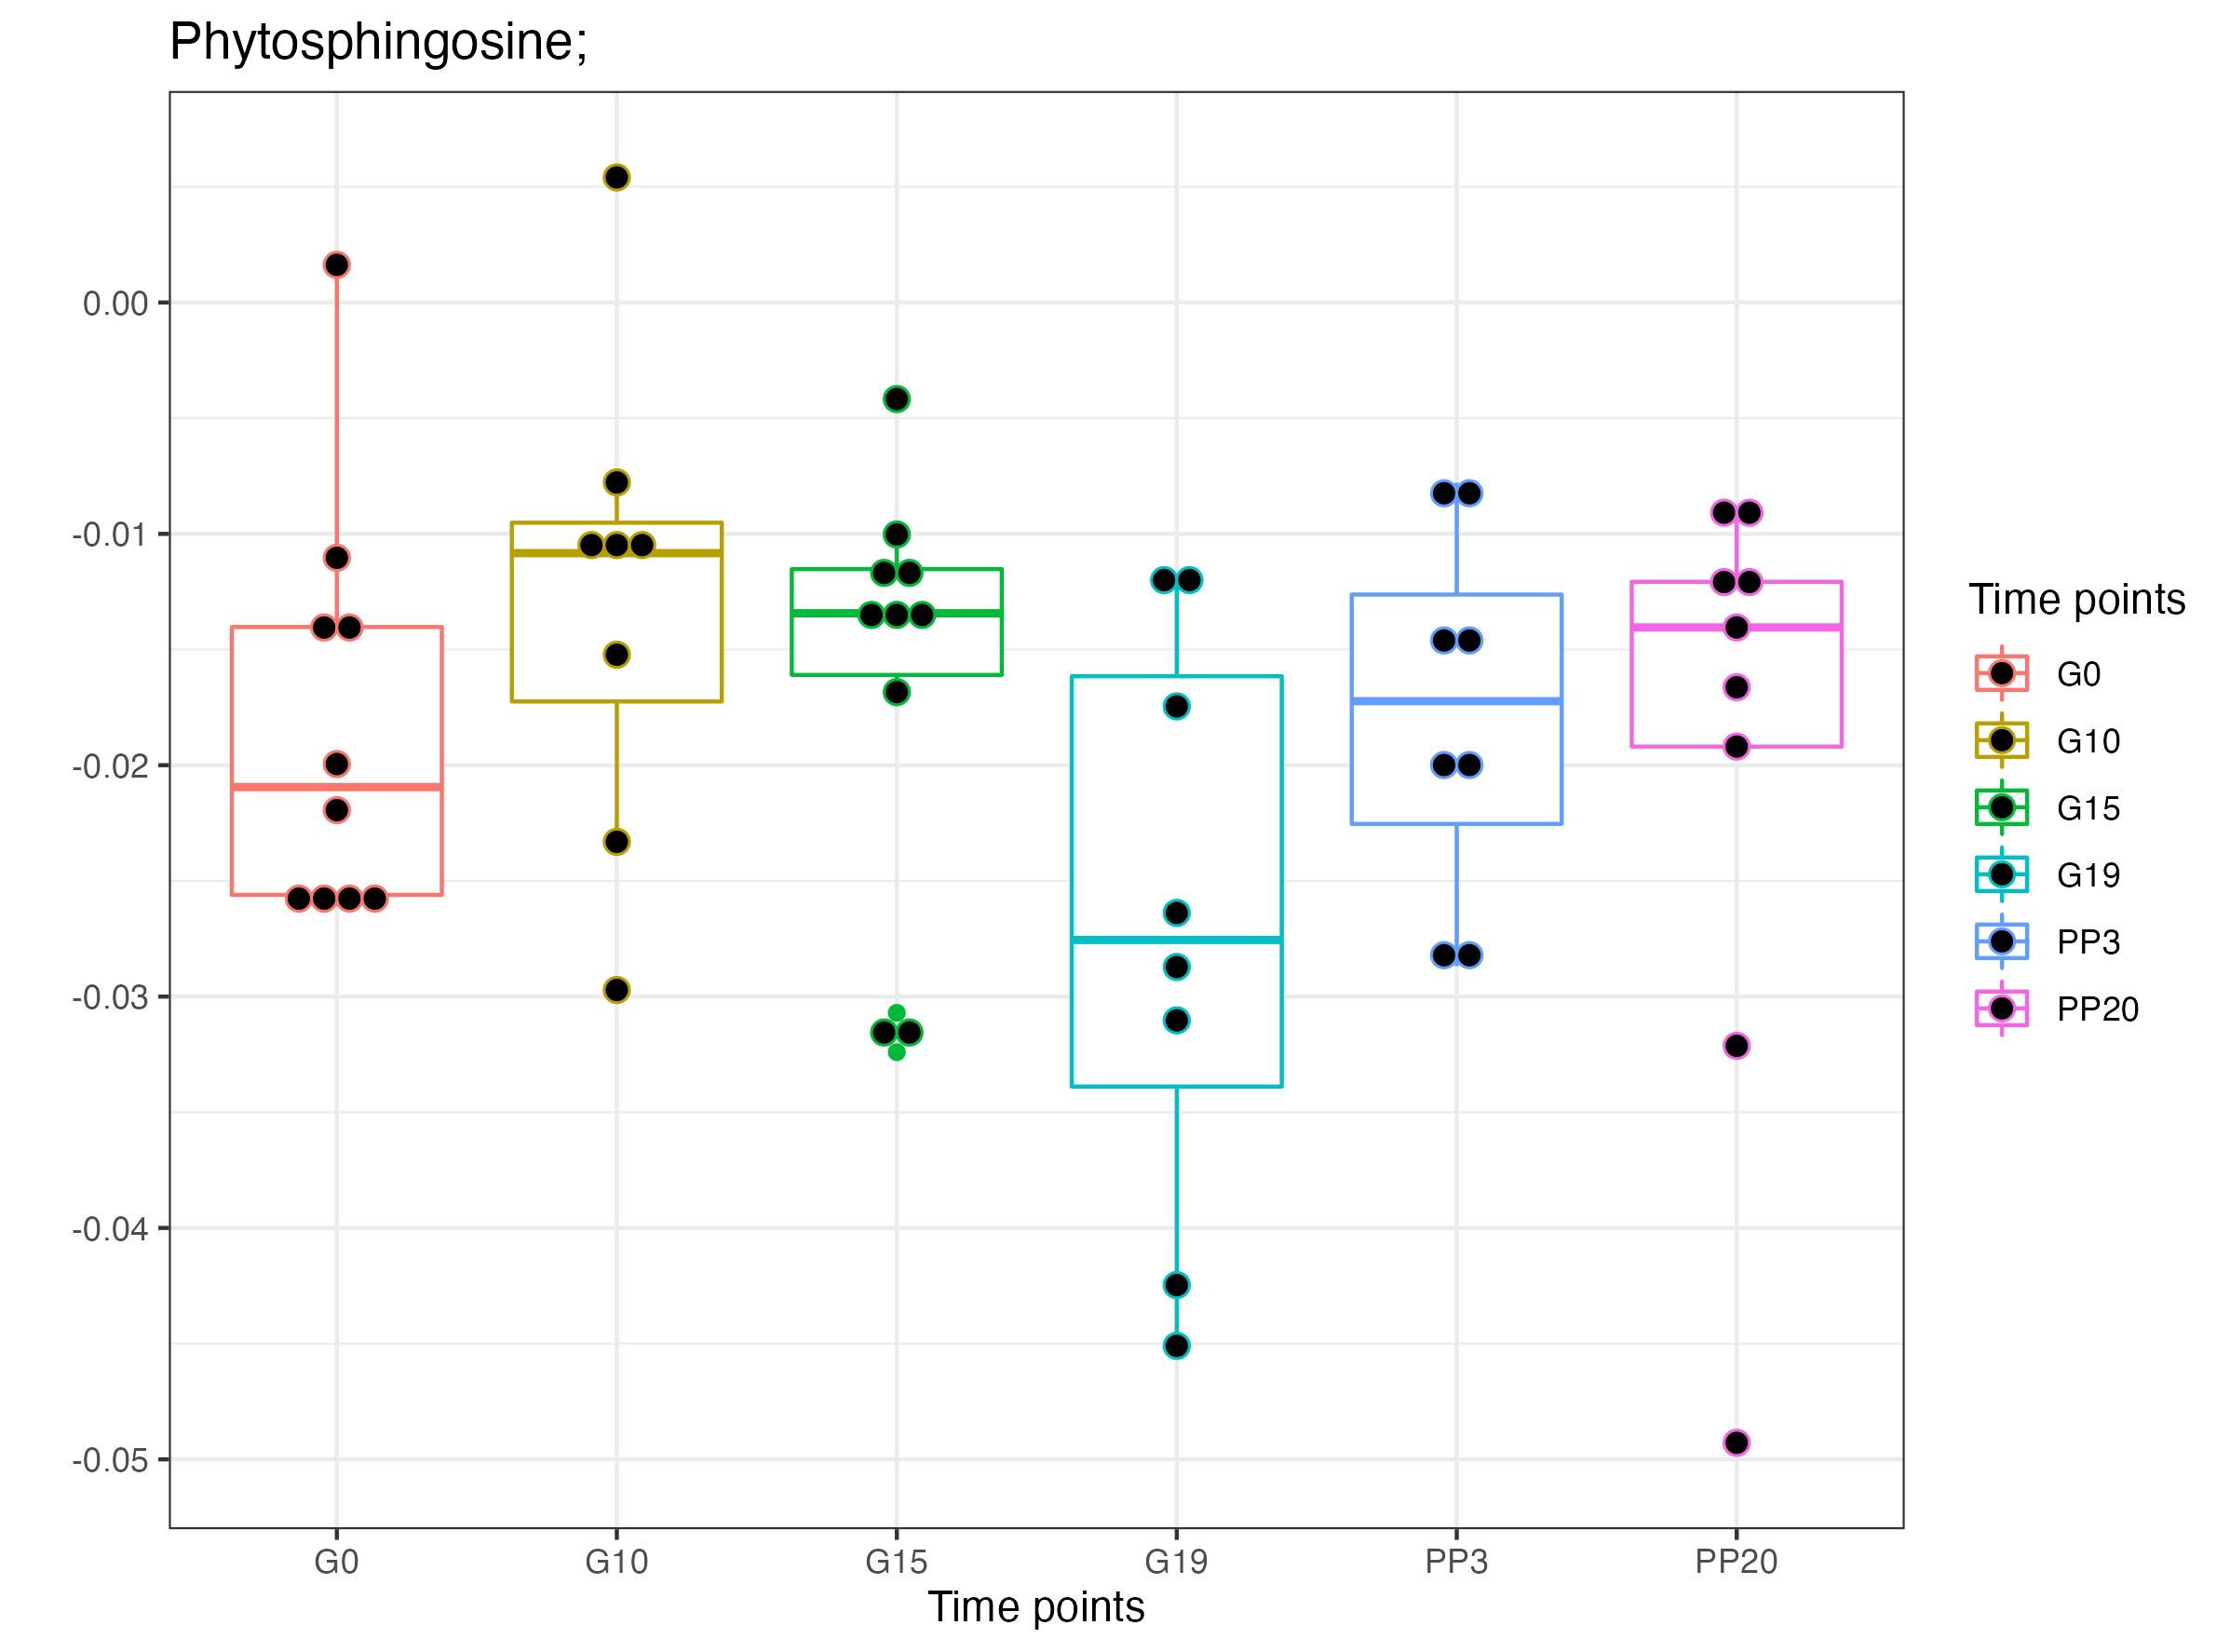 Phytosphingosine;
0.00
-0.01
-0.02
-0.03
-0.04
-0.05
G0
G10
G15
G19
PP3
PP20
Time points
Time points
G0
G10
G15
G19
PP3
PP20